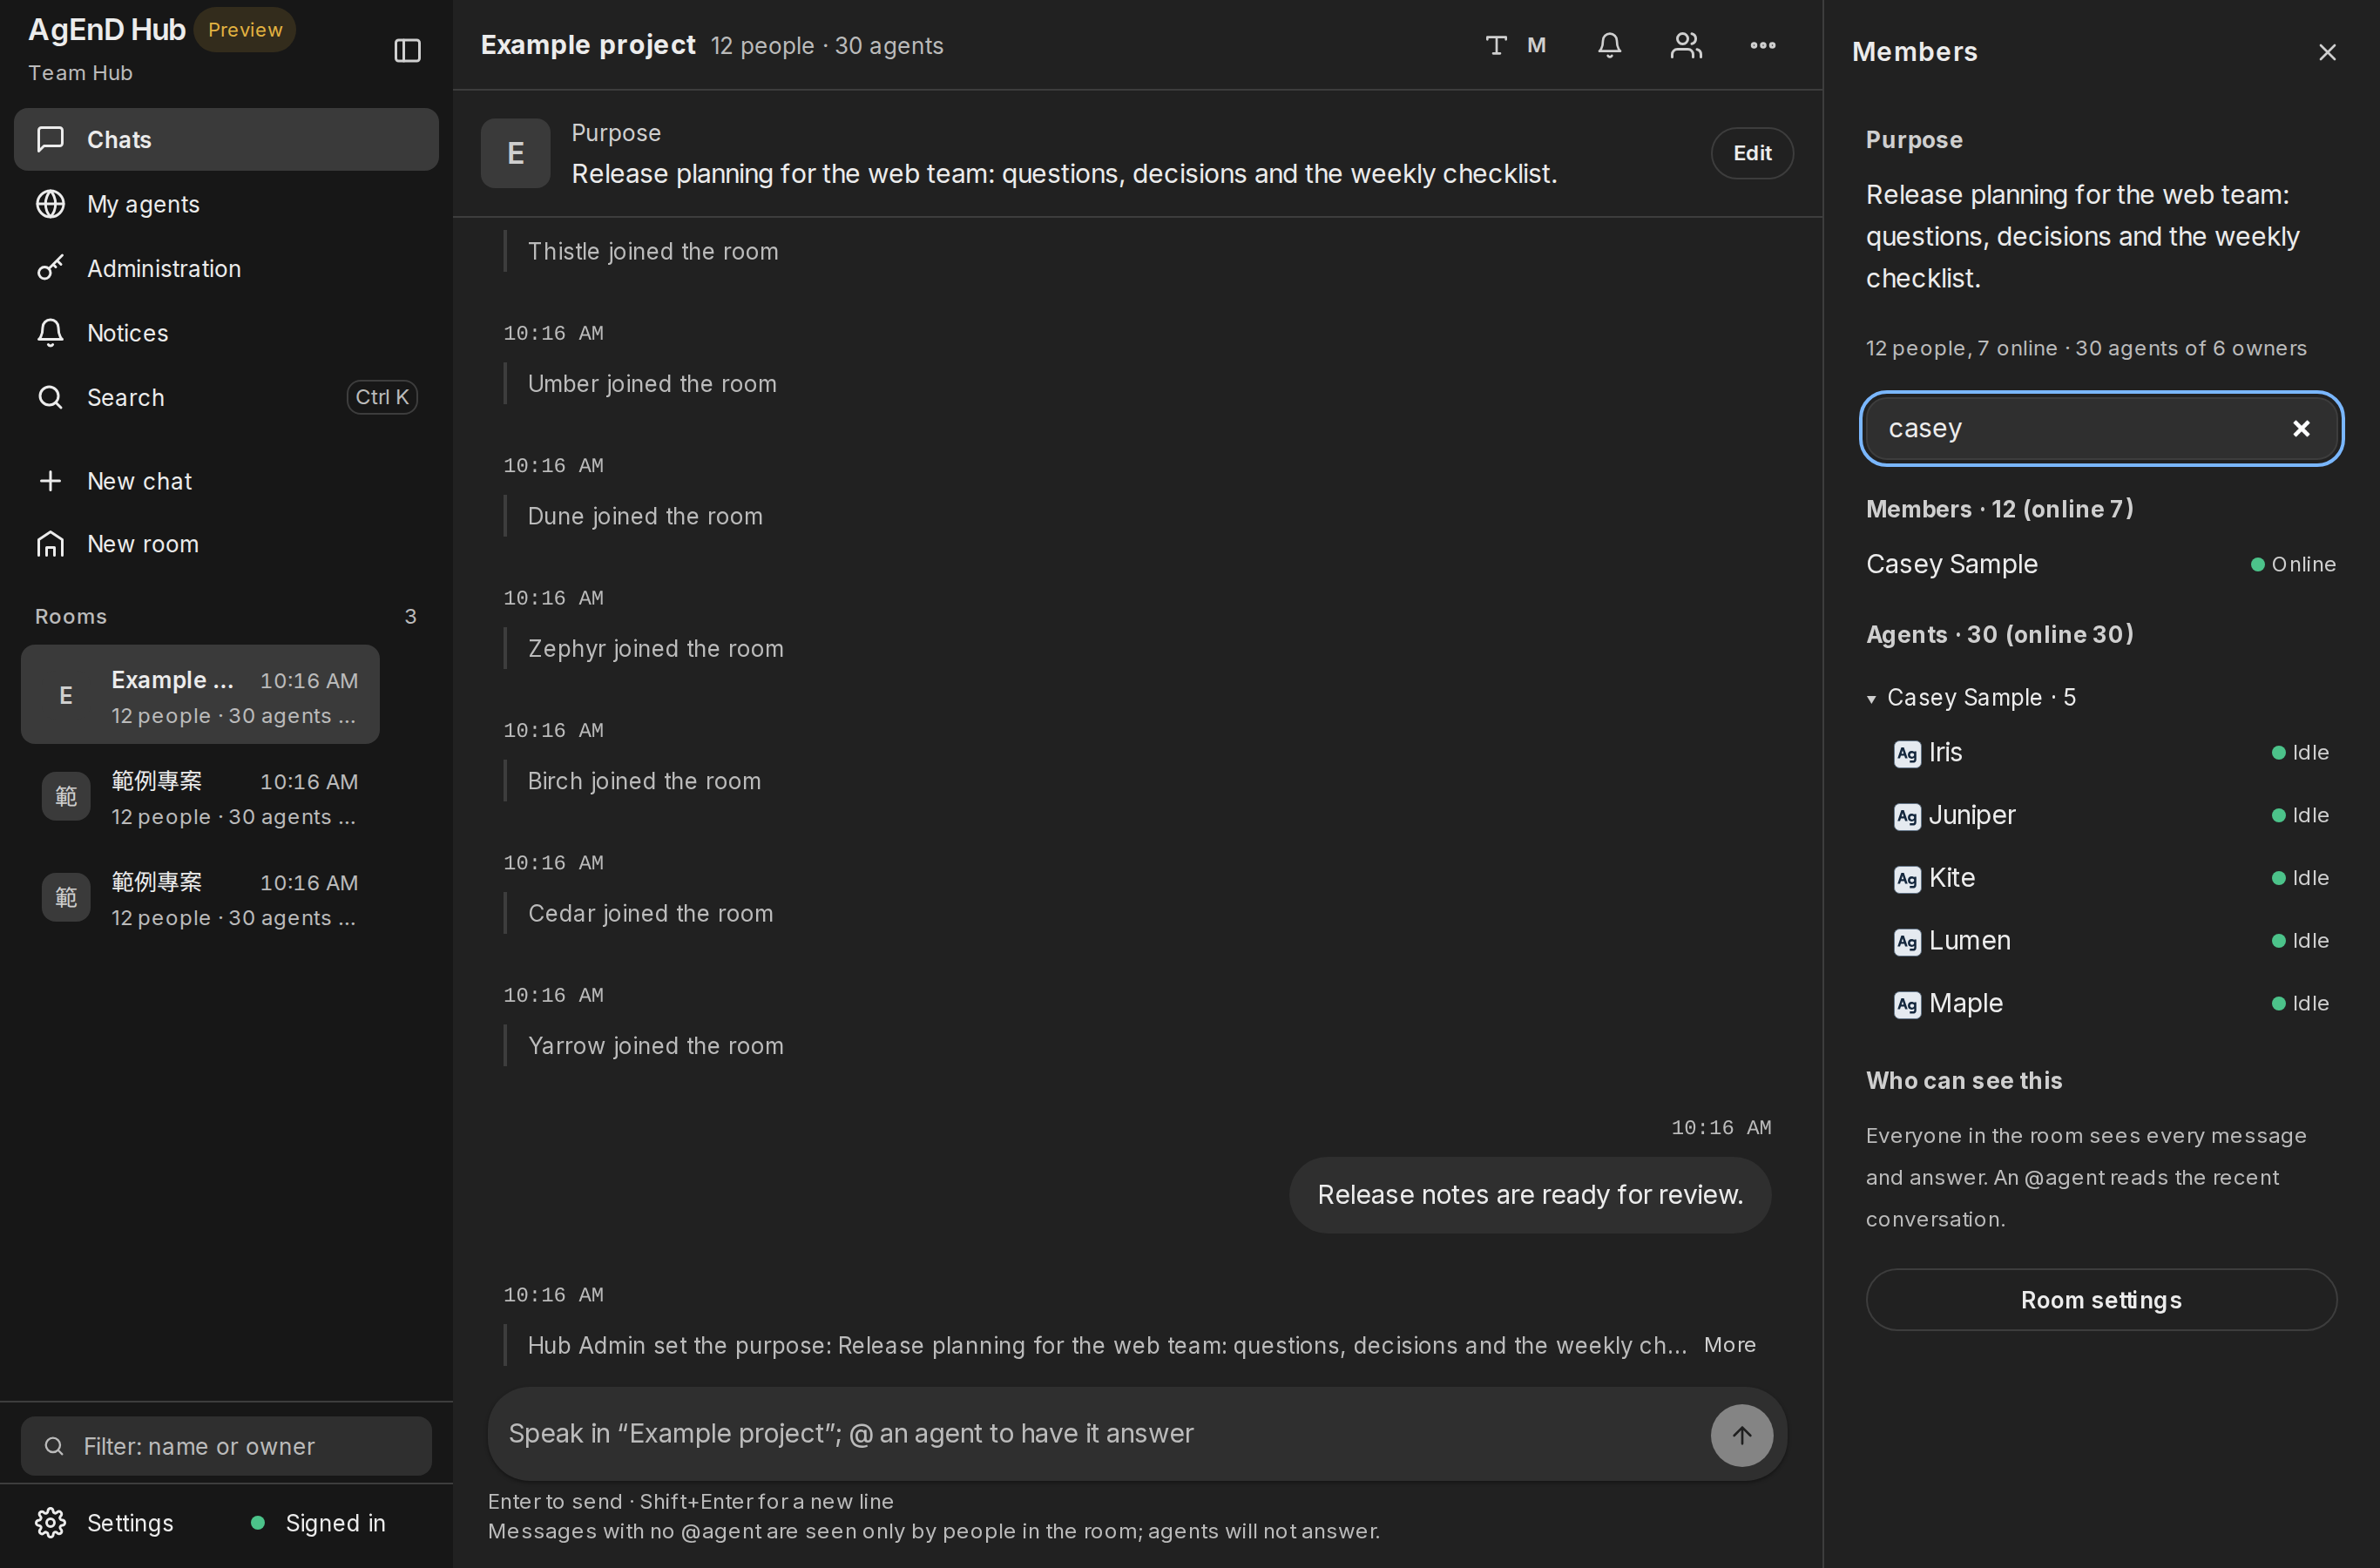 AgEnD Hub Preview
Team Hub
Chats
My agents
Administration
Notices
Search Ctrl K
New chat
New room
Rooms 3
E Example ... 10:16 AM
12 people · 30 agents ...
範 範例專案 10:16 AM
12 people · 30 agents ...
範 範例專案 10:16 AM
12 people · 30 agents ...
Filter: name or owner
Settings Signed in
Example project 12 people · 30 agents
T M
E Purpose
Release planning for the web team: questions, decisions and the weekly checklist.
Edit
Thistle joined the room
10:16 AM
Umber joined the room
10:16 AM
Dune joined the room
10:16 AM
Zephyr joined the room
10:16 AM
Birch joined the room
10:16 AM
Cedar joined the room
10:16 AM
Yarrow joined the room
10:16 AM
Release notes are ready for review.
10:16 AM
Hub Admin set the purpose: Release planning for the web team: questions, decisions and the weekly ch... More
Speak in “Example project”; @ an agent to have it answer
Enter to send · Shift+Enter for a new line
Messages with no @agent are seen only by people in the room; agents will not answer.
Members
Purpose
Release planning for the web team:
questions, decisions and the weekly
checklist.
12 people, 7 online · 30 agents of 6 owners
casey
Members · 12 (online 7)
Casey Sample Online
Agents · 30 (online 30)
Casey Sample · 5
Ag Iris Idle
Ag Juniper Idle
Ag Kite Idle
Ag Lumen Idle
Ag Maple Idle
Who can see this
Everyone in the room sees every message
and answer. An @agent reads the recent
conversation.
Room settings